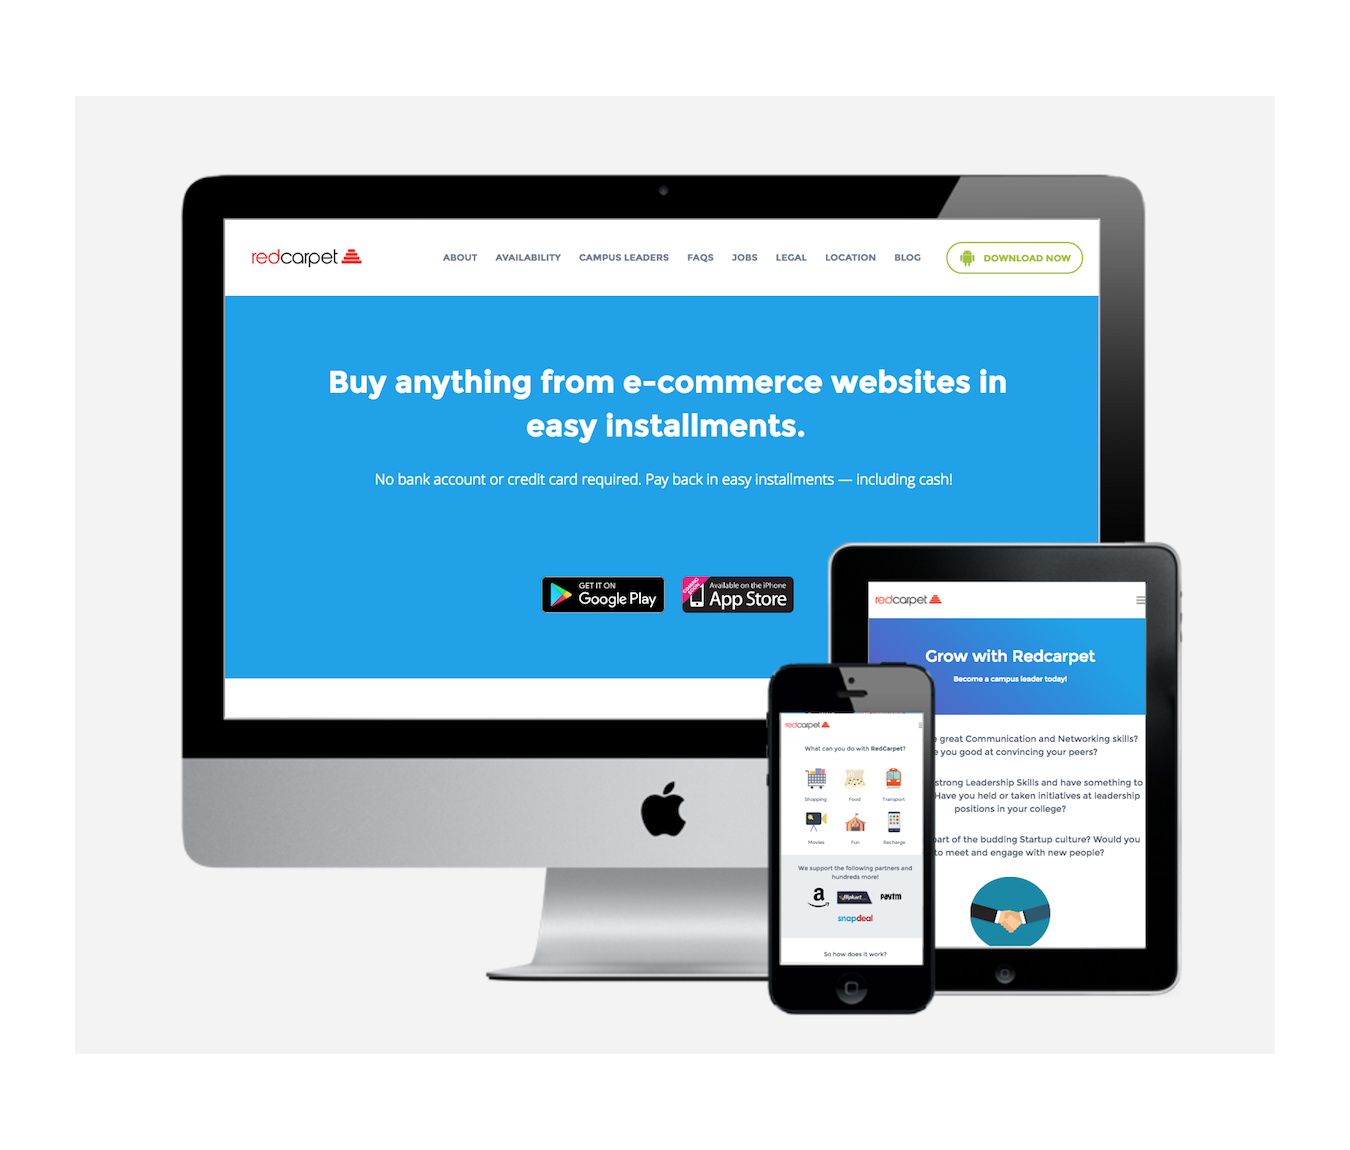 redcarpet
ABOUT AVAILABILITY CAMPUS LEADERS FAQS JOBS LEGAL LOCATION BLOG DOWNLOAD NOW
Buy anything from e-commerce websites in
easy installments.
No bank account or credit card required. Pay back in easy installments — including cash!
GET IT ON
Google Play
COMING SOON
Available on the iPhone
App Store
redcarpet
Grow with Redcarpet
Become a campus leader today!
great Communication and Networking skills?
you good at convincing your peers?
strong Leadership Skills and have something to
Have you held or taken initiatives at leadership
positions in your college?
part of the budding Startup culture? Would you
to meet and engage with new people?
redcarpet
What can you do with RedCarpet?
Shopping Food Transport
Movies Fun Recharge
We support the following partners and
hundreds more!
a flipkart Paytm
snapdeal
So how does it work?